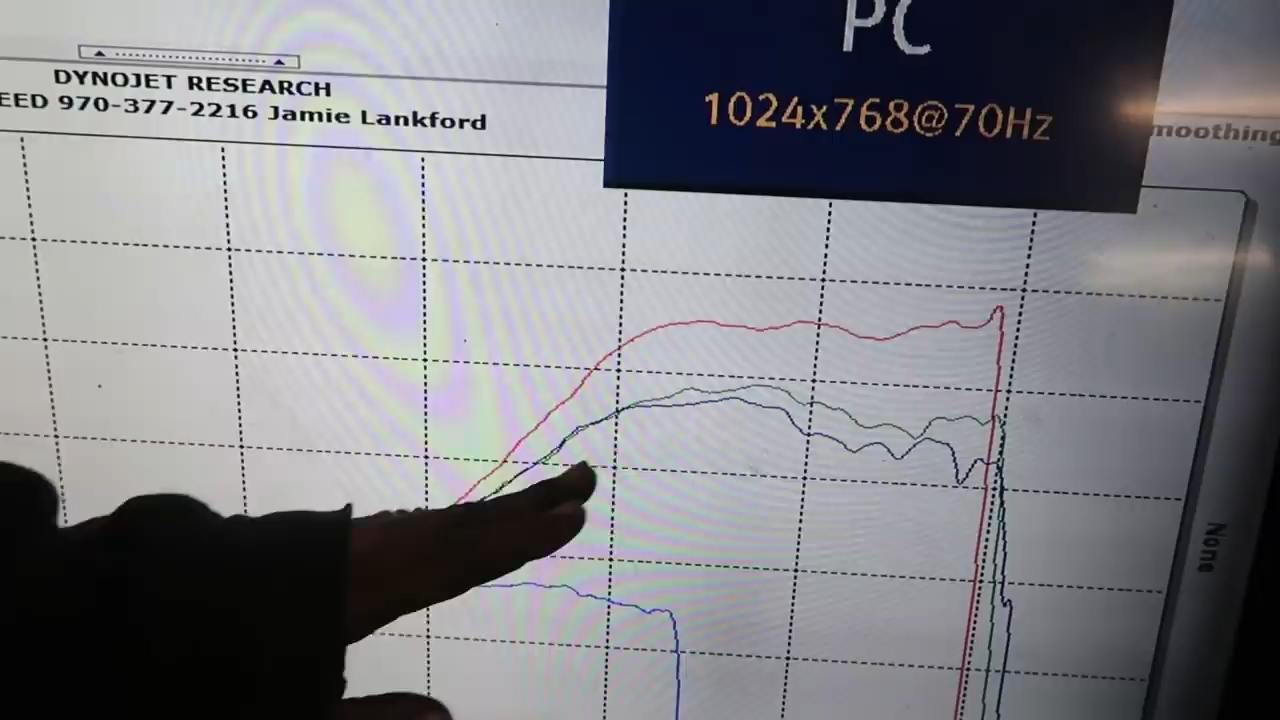 PC
1024x768@70Hz
DYNOJET RESEARCH
EED 970-377-2216 Jamie Lankford
moothing
None